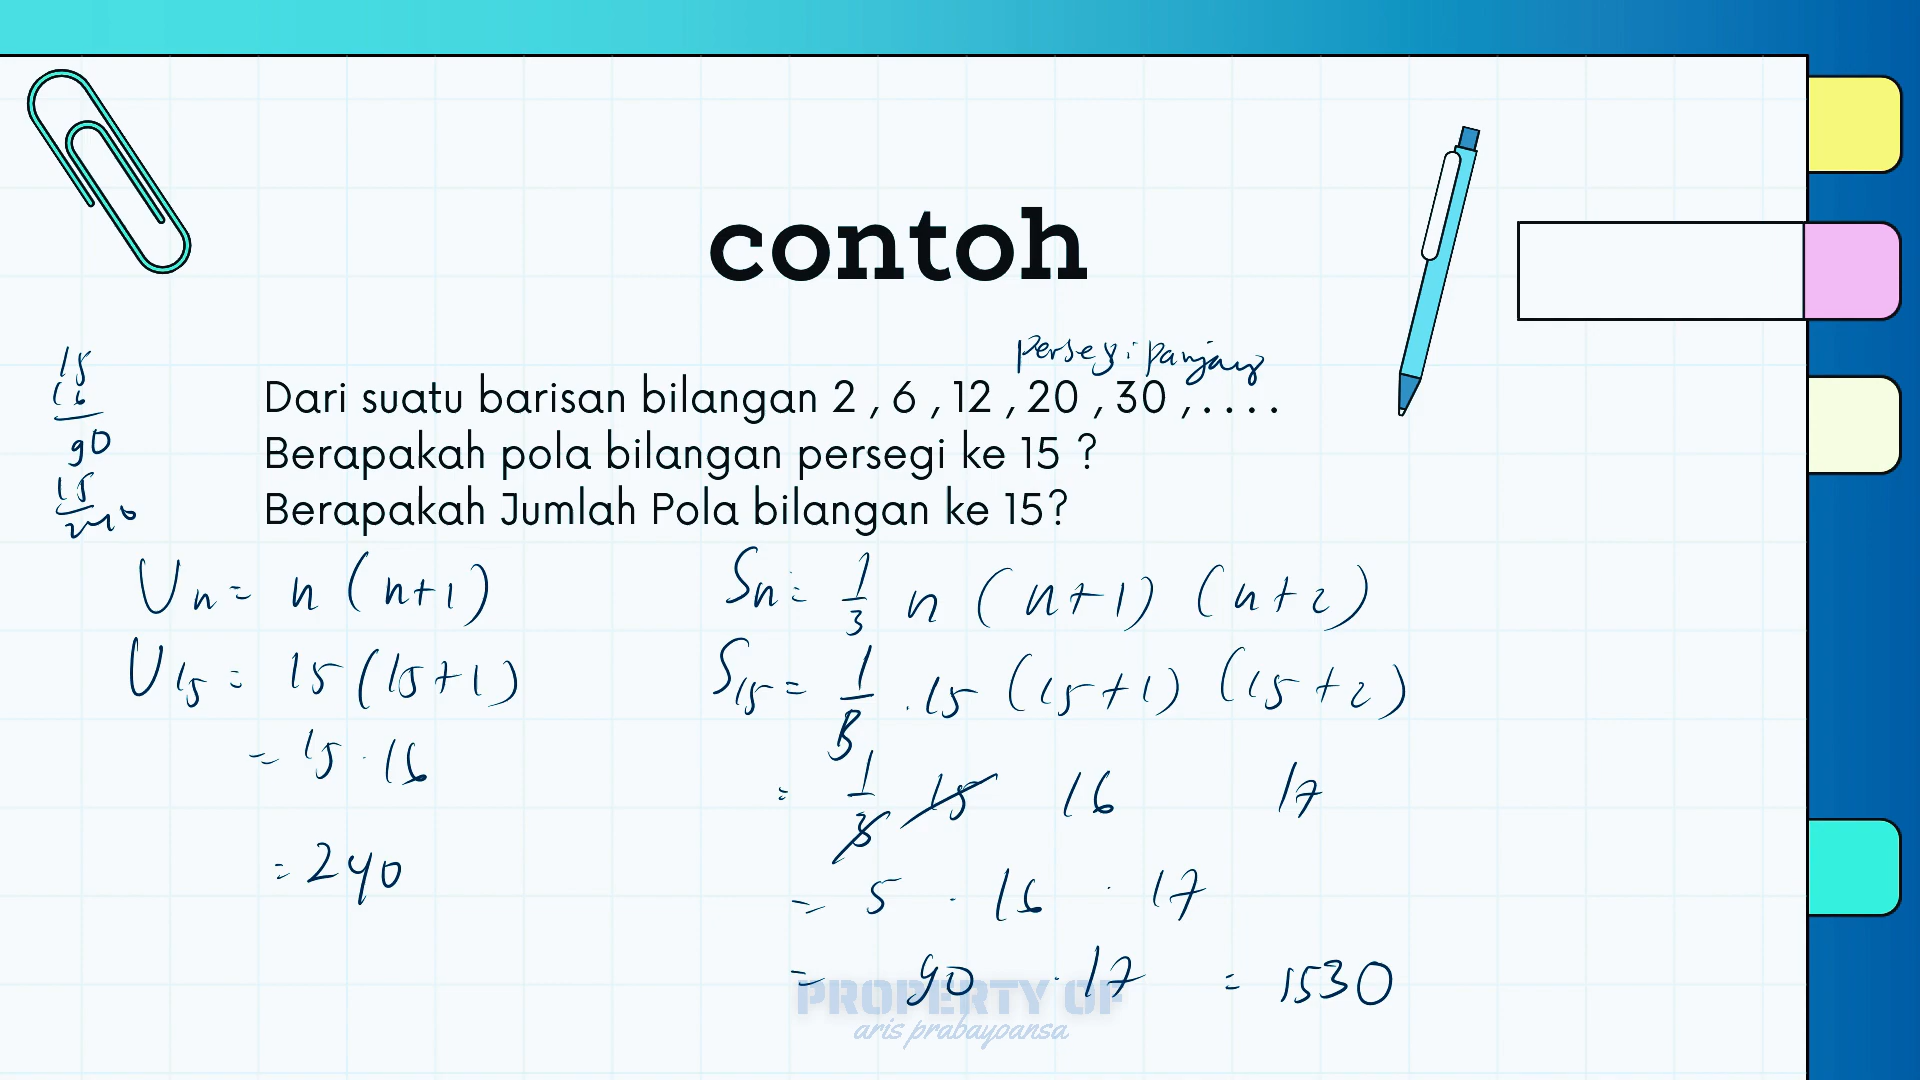 contoh
persegi panjang
Dari suatu barisan bilangan 2 , 6 , 12 , 20 , 30 , . . . .
Berapakah pola bilangan persegi ke 15 ?
Berapakah Jumlah Pola bilangan ke 15?
15
16
90
15
240
Un = n (n+1)
U15 = 15 (15+1)
= 15 . 16
= 240
Sn = 1/3 n (n+1) (n+2)
S15 = 1/3 . 15 (15+1) (15+2)
= 1/3 15 16 17
= 5 . 16 . 17
= 90 . 17 = 1530
PROPERTY OF
aris prabayoansa